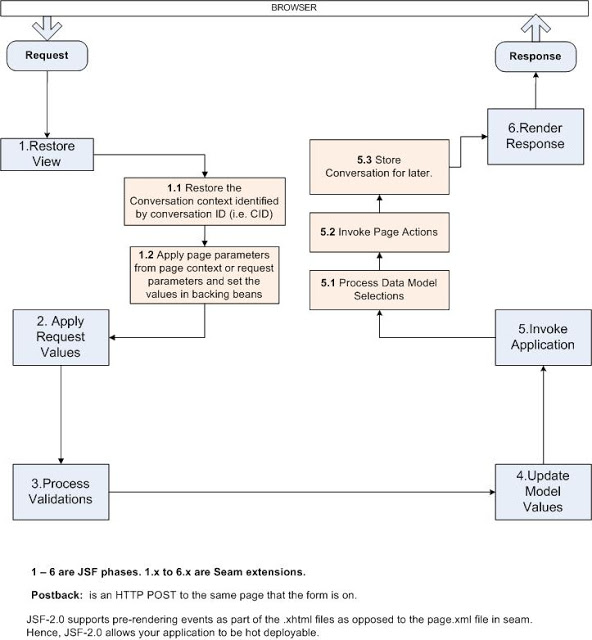 BROWSER
Request
Response
1.Restore
View
1.1 Restore the
Conversation context identified
by conversation ID (i.e. CID)
1.2 Apply page parameters
from page context or request
parameters and set the
values in backing beans
2. Apply
Request
Values
3.Process
Validations
4.Update
Model
Values
5.Invoke
Application
5.1 Process Data Model
Selections
5.2 Invoke Page Actions
5.3 Store
Conversation for later.
6.Render
Response
1 – 6 are JSF phases. 1.x to 6.x are Seam extensions.
Postback: is an HTTP POST to the same page that the form is on.
JSF-2.0 supports pre-rendering events as part of the .xhtml files as opposed to the page.xml file in seam.
Hence, JSF-2.0 allows your application to be hot deployable.